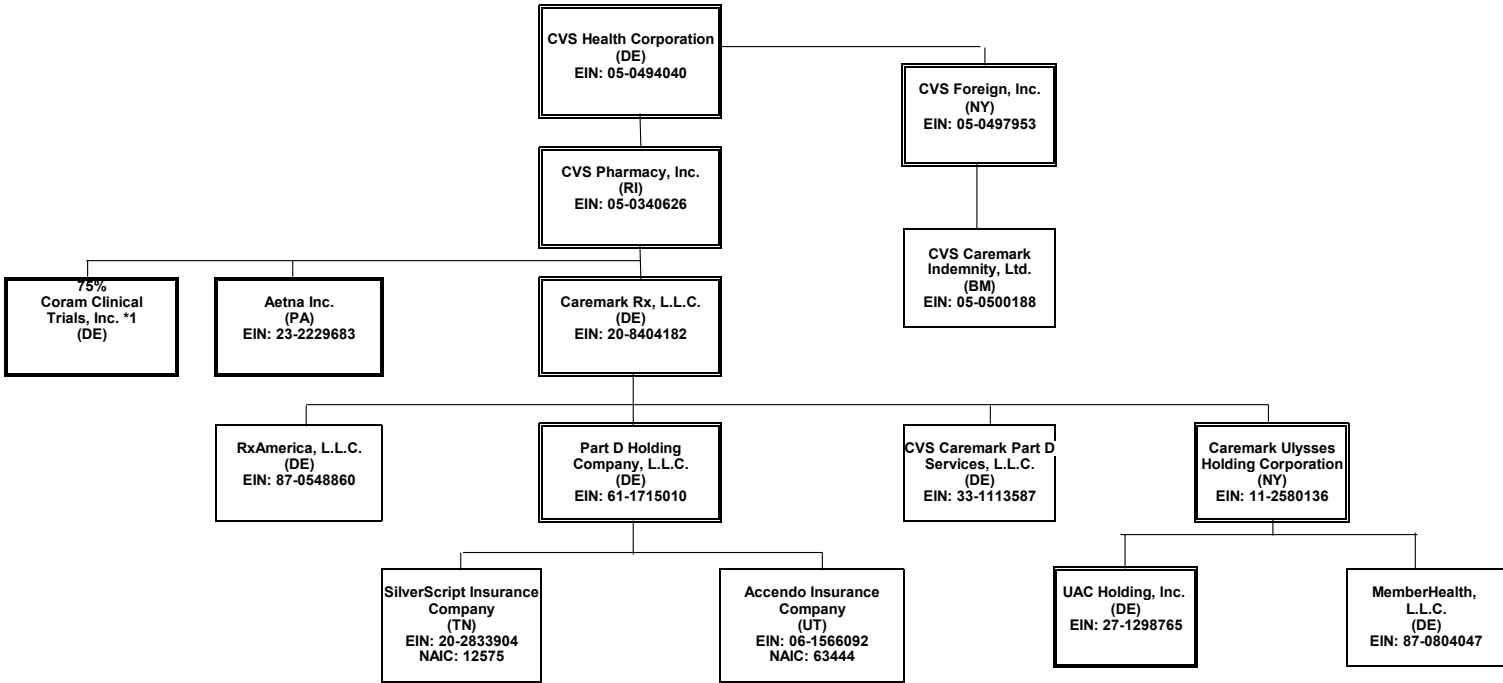 CVS Health Corporation
(DE)
EIN: 05-0494040
CVS Foreign, Inc.
(NY)
EIN: 05-0497953
CVS Pharmacy, Inc.
(RI)
EIN: 05-0340626
CVS Caremark
Indemnity, Ltd.
(BM)
EIN: 05-0500188
75%
Coram Clinical
Trials, Inc. *1
(DE)
Aetna Inc.
(PA)
EIN: 23-2229683
Caremark Rx, L.L.C.
(DE)
EIN: 20-8404182
RxAmerica, L.L.C.
(DE)
EIN: 87-0548860
Part D Holding
Company, L.L.C.
(DE)
EIN: 61-1715010
CVS Caremark Part D
Services, L.L.C.
(DE)
EIN: 33-1113587
Caremark Ulysses
Holding Corporation
(NY)
EIN: 11-2580136
SilverScript Insurance
Company
(TN)
EIN: 20-2833904
NAIC: 12575
Accendo Insurance
Company
(UT)
EIN: 06-1566092
NAIC: 63444
UAC Holding, Inc.
(DE)
EIN: 27-1298765
MemberHealth,
L.L.C.
(DE)
EIN: 87-0804047